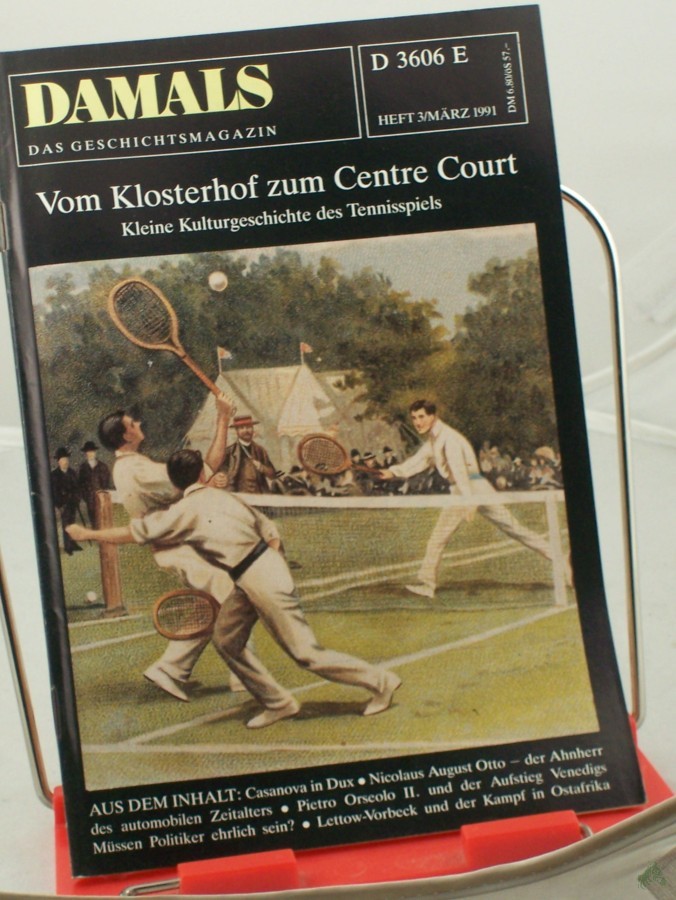 DAMALS
DAS GESCHICHTSMAGAZIN
D 3606 E
HEFT 3/MÄRZ 1991
DM 6.80/öS 57,–
Vom Klosterhof zum Centre Court
Kleine Kulturgeschichte des Tennisspiels
AUS DEM INHALT: Casanova in Dux ● Nicolaus August Otto – der Ahnherr
des automobilen Zeitalters ● Pietro Orseolo II. und der Aufstieg Venedigs
Müssen Politiker ehrlich sein? ● Lettow-Vorbeck und der Kampf in Ostafrika